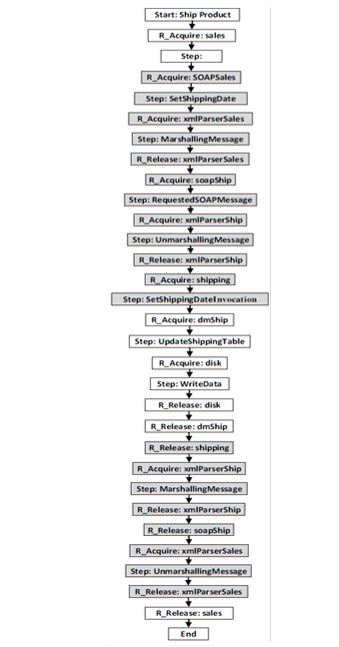 Start: Ship Product
R_Acquire: sales
Step:
R_Acquire: SOAPSales
Step: SetShippingDate
R_Acquire: xmlParserSales
Step: MarshallingMessage
R_Release: xmlParserSales
R_Acquire: soapShip
Step: RequestedSOAPMessage
R_Acquire: xmlParserShip
Step: UnmarshallingMessage
R_Release: xmlParserShip
R_Acquire: shipping
Step: SetShippingDateInvocation
R_Acquire: dmShip
Step: UpdateShippingTable
R_Acquire: disk
Step: WriteData
R_Release: disk
R_Release: dmShip
R_Release: shipping
R_Acquire: xmlParserShip
Step: MarshallingMessage
R_Release: xmlParserShip
R_Release: soapShip
R_Acquire: xmlParserSales
Step: UnmarshallingMessage
R_Release: xmlParserSales
R_Release: sales
End